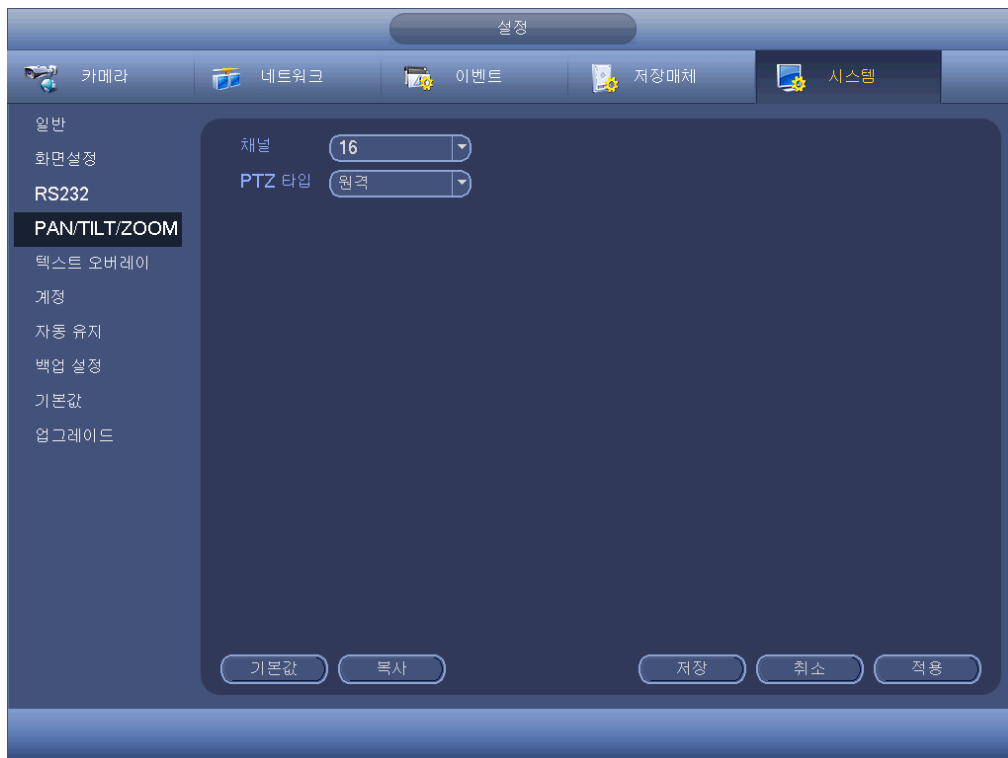 설정
카메라 네트워크 이벤트 저장매체 시스템
일반
화면설정
RS232
PAN/TILT/ZOOM
텍스트 오버레이
계정
자동 유지
백업 설정
기본값
업그레이드
채널 16
PTZ 타입 원격
기본값 복사 저장 취소 적용